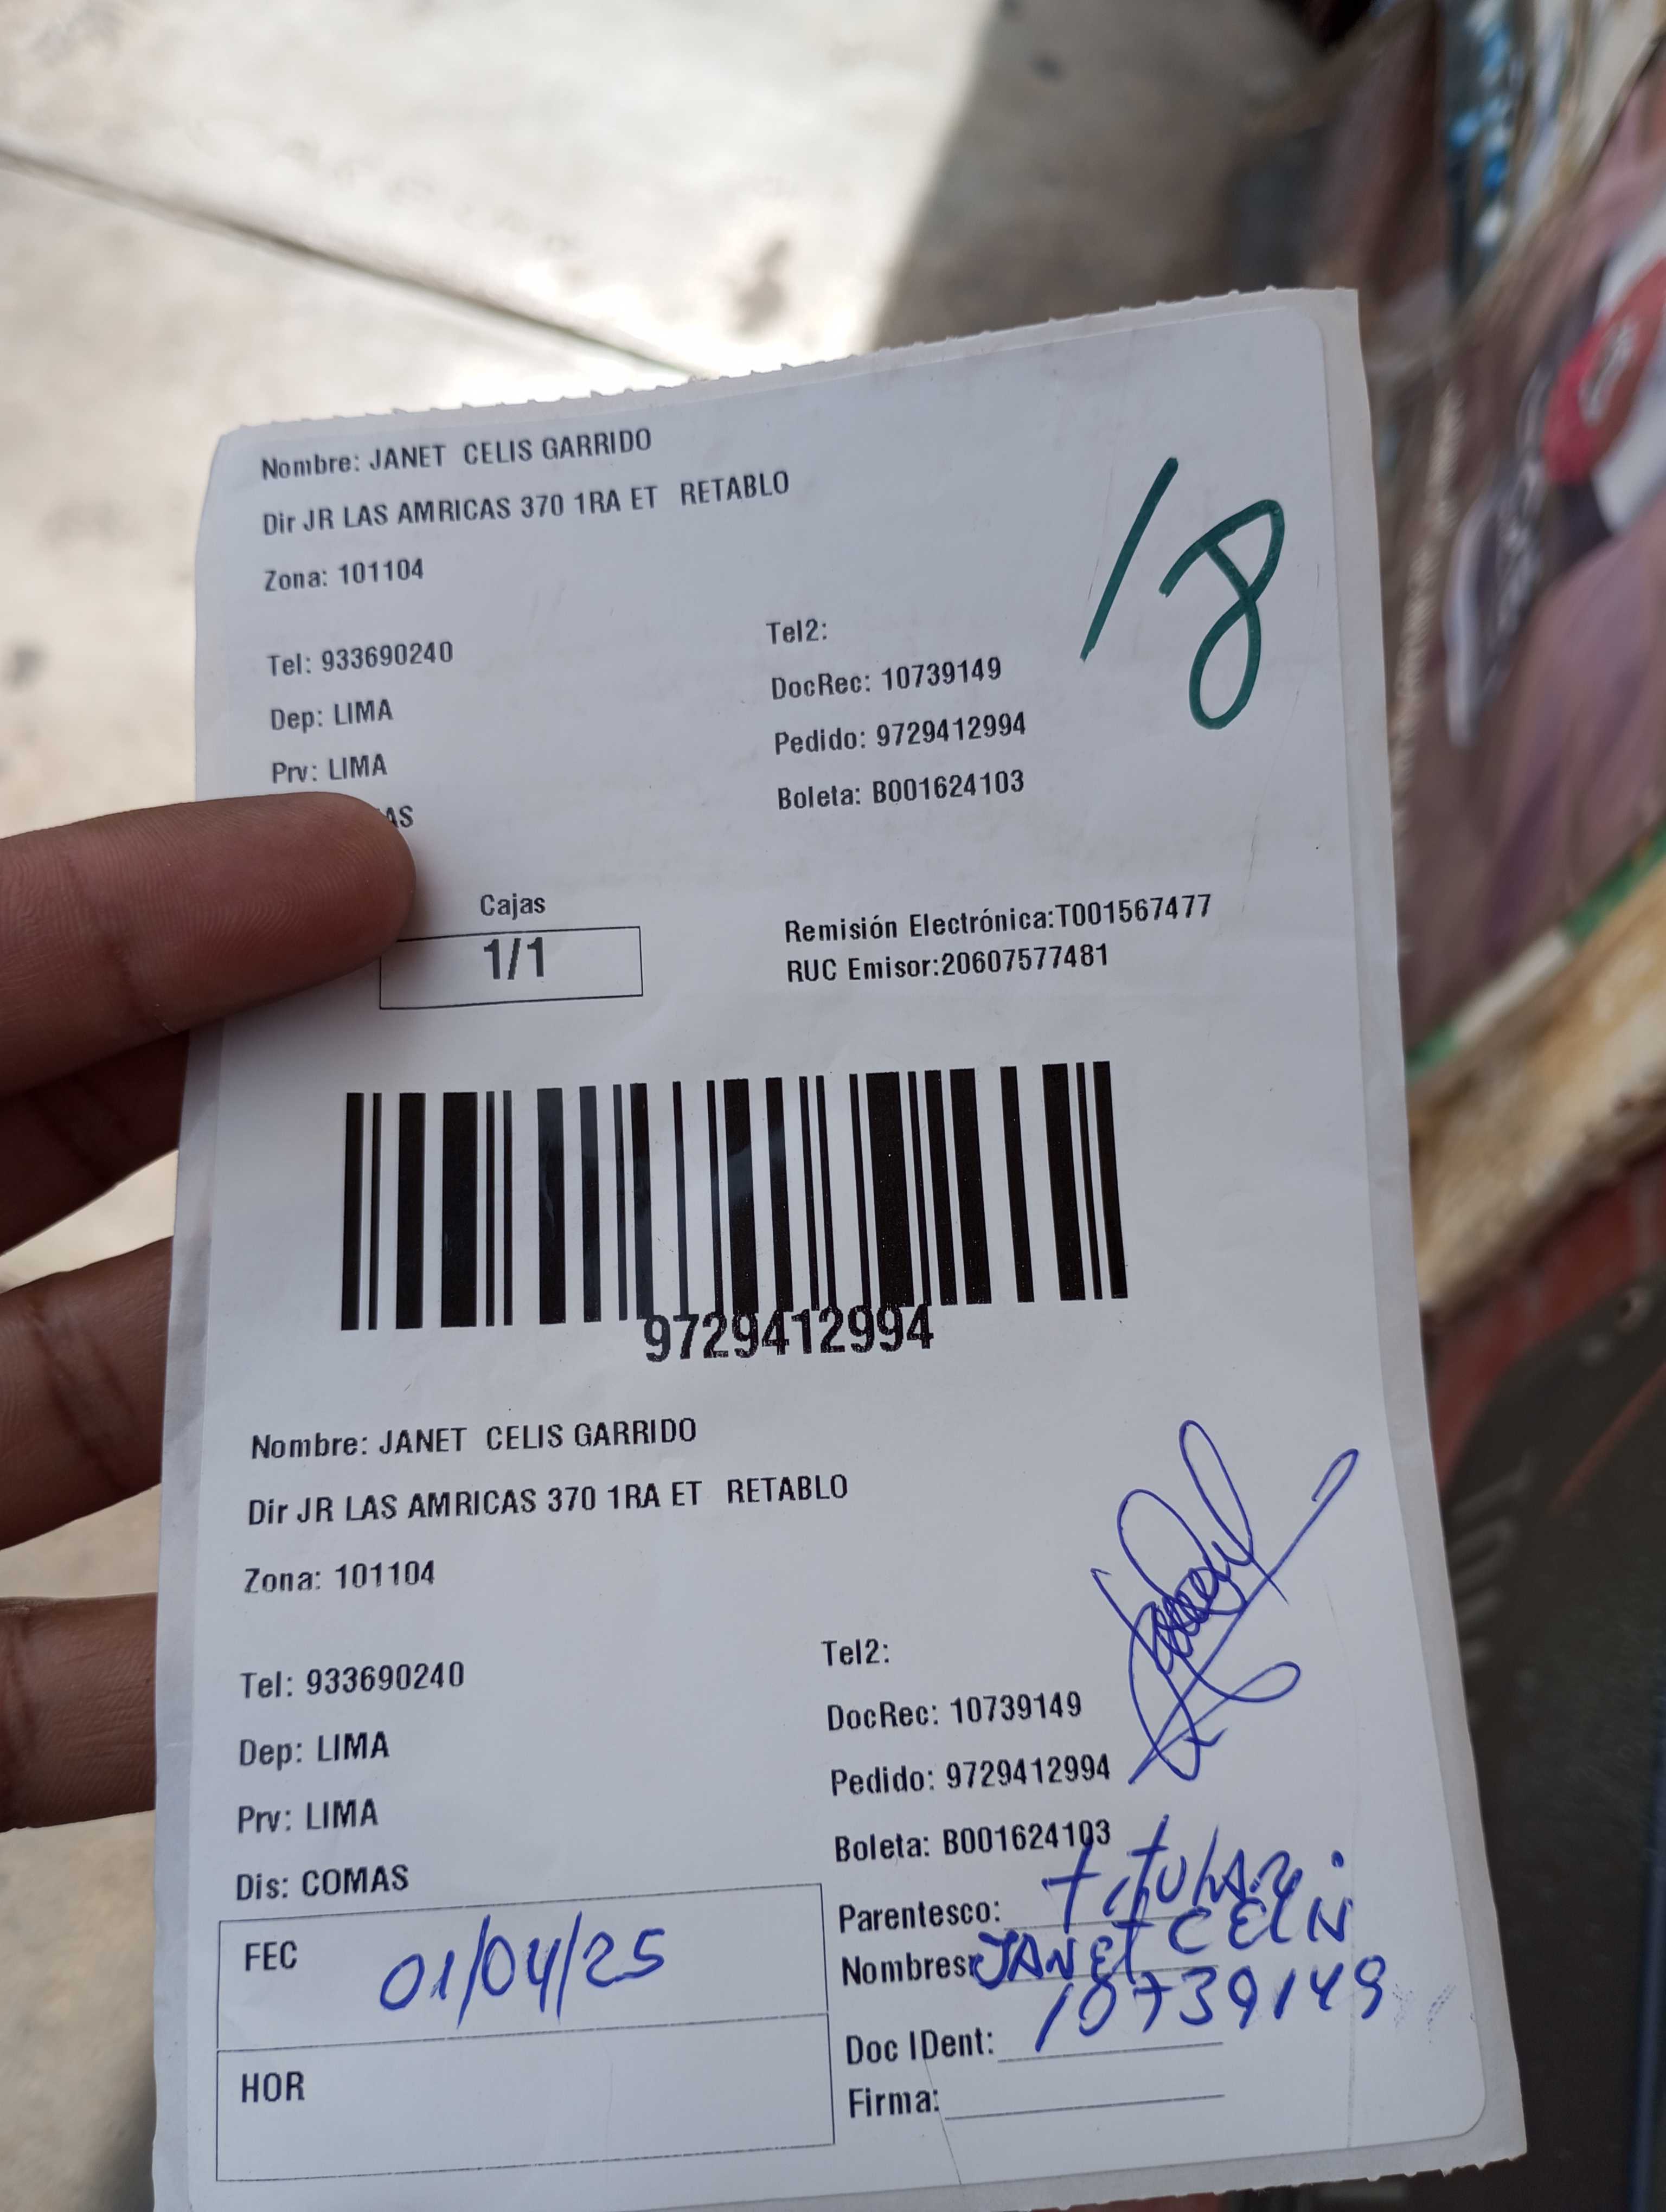 Nombre: JANET CELIS GARRIDO
Dir JR LAS AMRICAS 370 1RA ET RETABLO
Zona: 101104
18
Tel: 933690240
Tel2:
Dep: LIMA
DocRec: 10739149
Prv: LIMA
Pedido: 9729412994
AS
Boleta: B001624103
Cajas
1/1
Remisión Electrónica:T001567477
RUC Emisor:20607577481
9729412994
Nombre: JANET CELIS GARRIDO
Dir JR LAS AMRICAS 370 1RA ET RETABLO
Zona: 101104
Tel: 933690240
Tel2:
Dep: LIMA
DocRec: 10739149
Prv: LIMA
Pedido: 9729412994
Dis: COMAS
Boleta: B001624103
FEC 01/04/25
Parentesco: titular
Nombres: JANET CELIN
Doc IDent: 10739149
HOR
Firma: